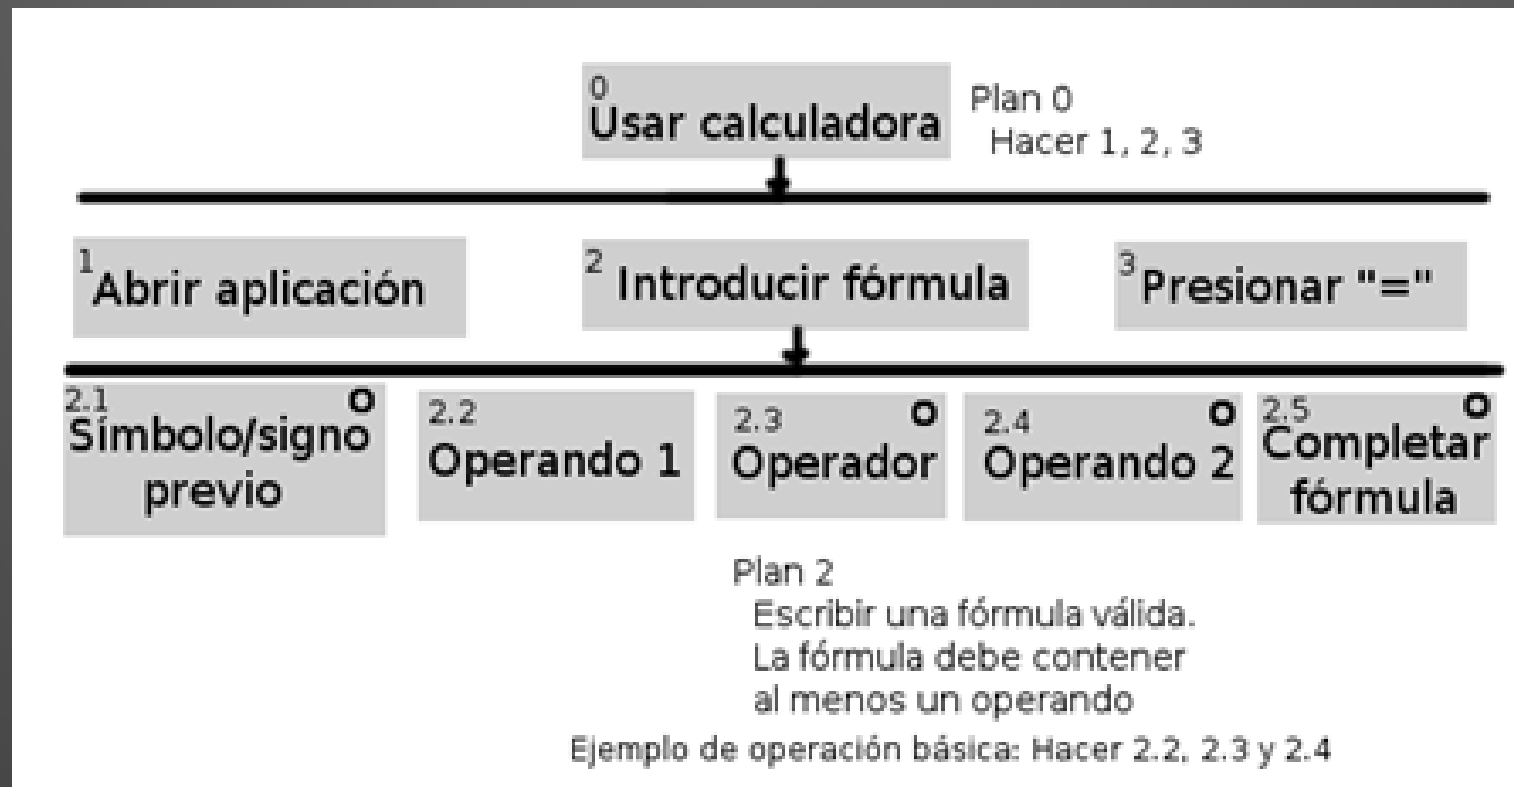 0
Usar calculadora
Plan 0
Hacer 1, 2, 3
1
Abrir aplicación
2
Introducir fórmula
3
Presionar "="
2.1 O
Símbolo/signo
previo
2.2
Operando 1
2.3 O
Operador
2.4 O
Operando 2
2.5 O
Completar
fórmula
Plan 2
Escribir una fórmula válida.
La fórmula debe contener
al menos un operando
Ejemplo de operación básica: Hacer 2.2, 2.3 y 2.4